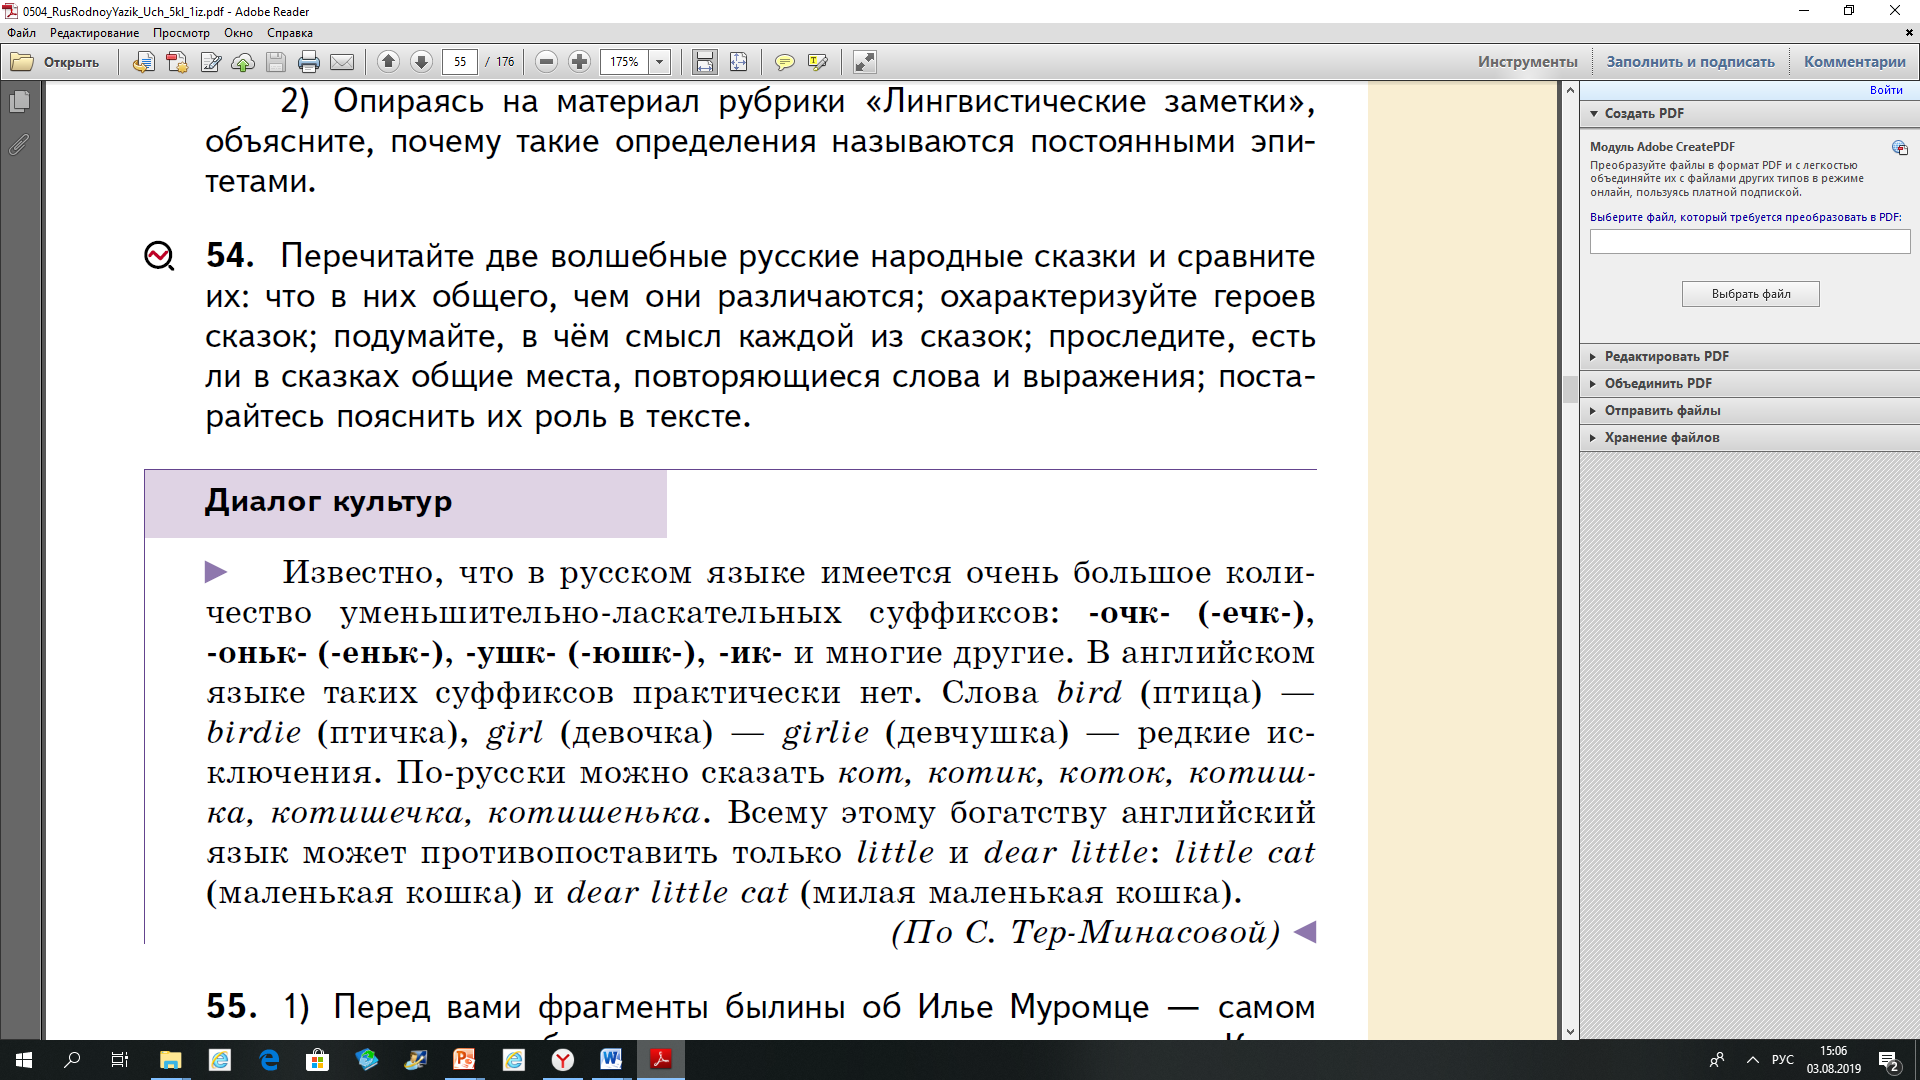 0504_RusRodnoyYazik_Uch_5kl_1iz.pdf - Adobe Reader
Файл Редактирование Просмотр Окно Справка
Открыть 55 / 176 175% Инструменты Заполнить и подписать Комментарии
2) Опираясь на материал рубрики «Лингвистические заметки»,
объясните, почему такие определения называются постоянными эпи-
тетами.
54. Перечитайте две волшебные русские народные сказки и сравните
их: что в них общего, чем они различаются; охарактеризуйте героев
сказок; подумайте, в чём смысл каждой из сказок; проследите, есть
ли в сказках общие места, повторяющиеся слова и выражения; поста-
райтесь пояснить их роль в тексте.
Диалог культур
Известно, что в русском языке имеется очень большое коли-
чество уменьшительно-ласкательных суффиксов: -очк- (-ечк-),
-оньк- (-еньк-), -ушк- (-юшк-), -ик- и многие другие. В английском
языке таких суффиксов практически нет. Слова bird (птица) —
birdie (птичка), girl (девочка) — girlie (девчушка) — редкие ис-
ключения. По-русски можно сказать кот, котик, коток, котиш-
ка, котишечка, котишенька. Всему этому богатству английский
язык может противопоставить только little и dear little: little cat
(маленькая кошка) и dear little cat (милая маленькая кошка).
(По С. Тер-Минасовой)
55. 1) Перед вами фрагменты былины об Илье Муромце — самом
Войти
Создать PDF
Модуль Adobe CreatePDF
Преобразуйте файлы в формат PDF и с легкостью
объединяйте их с файлами других типов в режиме
онлайн, пользуясь платной подпиской.
Выберите файл, который требуется преобразовать в PDF:
Выбрать файл
Редактировать PDF
Объединить PDF
Отправить файлы
Хранение файлов
РУС
15:06
03.08.2019
2